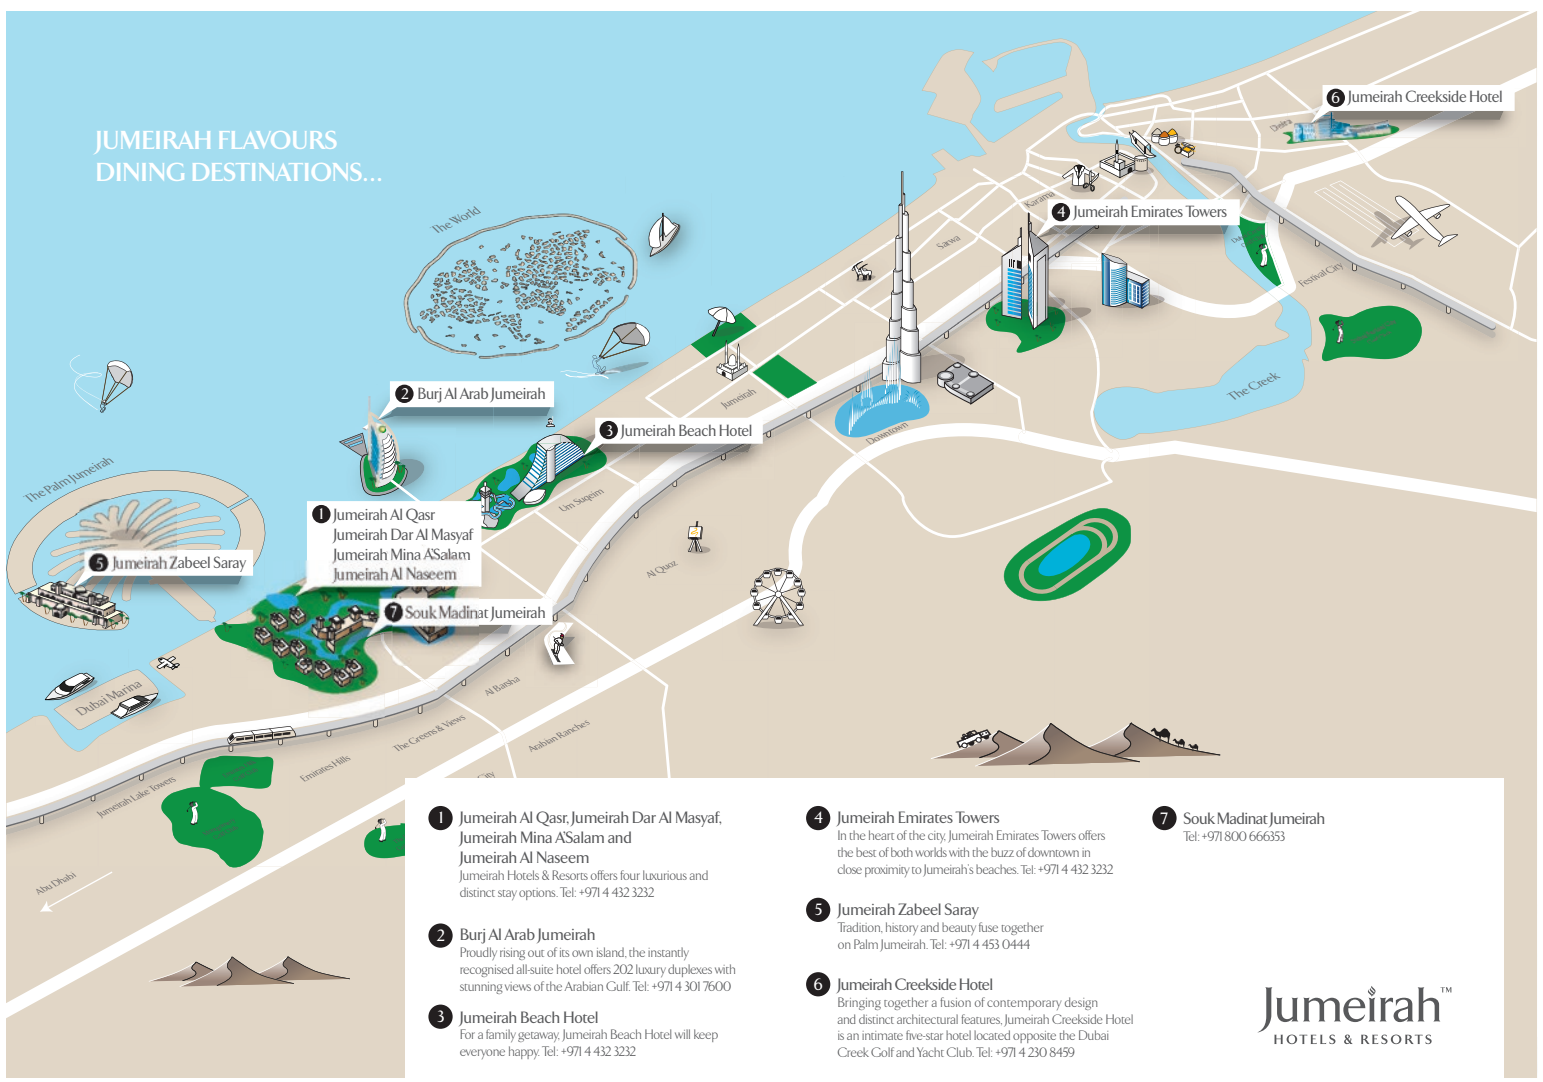 JUMEIRAH FLAVOURS
DINING DESTINATIONS...
6 Jumeirah Creekside Hotel
Deira
4 Jumeirah Emirates Towers
Karama
Satwa
The World
Festival City
The Creek
2 Burj Al Arab Jumeirah
3 Jumeirah Beach Hotel
Jumeirah
Downtown
The Palm Jumeirah
Um Suqeim
1 Jumeirah Al Qasr
Jumeirah Dar Al Masyaf
Jumeirah Mina A'Salam
Jumeirah Al Naseem
5 Jumeirah Zabeel Saray
7 Souk Madinat Jumeirah
Al Quoz
Dubai Marina
Al Barsha
The Greens & Views
Arabian Ranches
Emirates Hills
Jumeirah Lake Towers
City
Abu Dhabi
1 Jumeirah Al Qasr, Jumeirah Dar Al Masyaf,
Jumeirah Mina A'Salam and
Jumeirah Al Naseem
Jumeirah Hotels & Resorts offers four luxurious and
distinct stay options. Tel: +971 4 432 3232
2 Burj Al Arab Jumeirah
Proudly rising out of its own island, the instantly
recognised all-suite hotel offers 202 luxury duplexes with
stunning views of the Arabian Gulf. Tel: +971 4 301 7600
3 Jumeirah Beach Hotel
For a family getaway, Jumeirah Beach Hotel will keep
everyone happy. Tel: +971 4 432 3232
4 Jumeirah Emirates Towers
In the heart of the city, Jumeirah Emirates Towers offers
the best of both worlds with the buzz of downtown in
close proximity to Jumeirah's beaches. Tel: +971 4 432 3232
5 Jumeirah Zabeel Saray
Tradition, history and beauty fuse together
on Palm Jumeirah. Tel: +971 4 453 0444
6 Jumeirah Creekside Hotel
Bringing together a fusion of contemporary design
and distinct architectural features, Jumeirah Creekside Hotel
is an intimate five-star hotel located opposite the Dubai
Creek Golf and Yacht Club. Tel: +971 4 230 8459
7 Souk Madinat Jumeirah
Tel: +971 800 666353
Jumeirah™
HOTELS & RESORTS